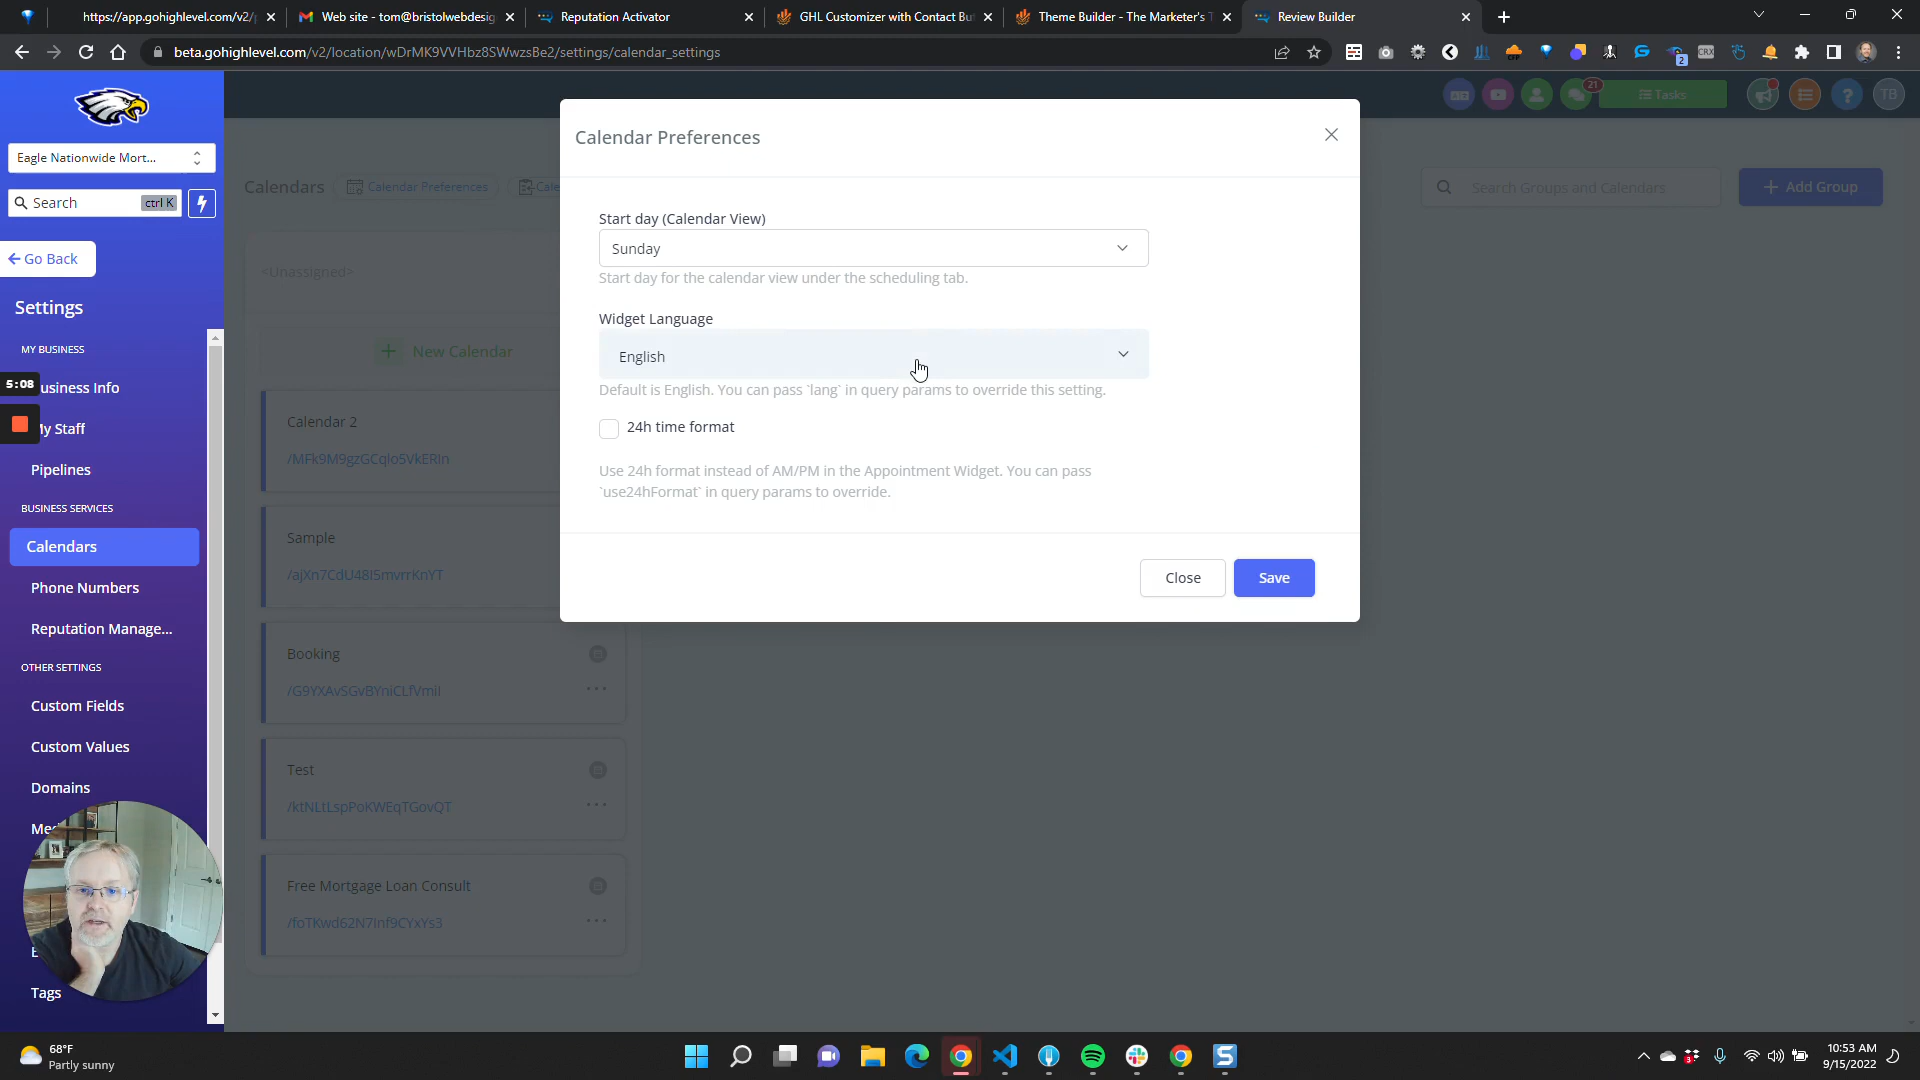 https://app.gohighlevel.com/v2/
Web site - tom@bristolwebdesig
Reputation Activator
GHL Customizer with Contact Bu
Theme Builder - The Marketer's T
Review Builder
beta.gohighlevel.com/v2/location/wDrMK9VVHbz8SWwzsBe2/settings/calendar_settings
CRX
2
21
Tasks
?
TB
Eagle Nationwide Mort...
Search
ctrl K
Go Back
Settings
MY BUSINESS
5:08
usiness Info
y Staff
Pipelines
BUSINESS SERVICES
Calendars
Phone Numbers
Reputation Manage...
OTHER SETTINGS
Custom Fields
Custom Values
Domains
Me
E
Tags
Calendars
Calendar Preferences
Cale
Search Groups and Calendars
+ Add Group
<Unassigned>
+ New Calendar
Calendar 2
/MFk9M9gzGCqIo5VkERIn
Sample
/ajXn7CdU48I5mvrrKnYT
Booking
/G9YXAvSGvBYniCLfVmiI
Test
/ktNLtLspPoKWEqTGovQT
Free Mortgage Loan Consult
/foTKwd62N7Inf9CYxYs3
Calendar Preferences
Start day (Calendar View)
Sunday
Start day for the calendar view under the scheduling tab.
Widget Language
English
Default is English. You can pass `lang` in query params to override this setting.
24h time format
Use 24h format instead of AM/PM in the Appointment Widget. You can pass
`use24hFormat` in query params to override.
Close
Save
68°F
Partly sunny
10:53 AM
9/15/2022